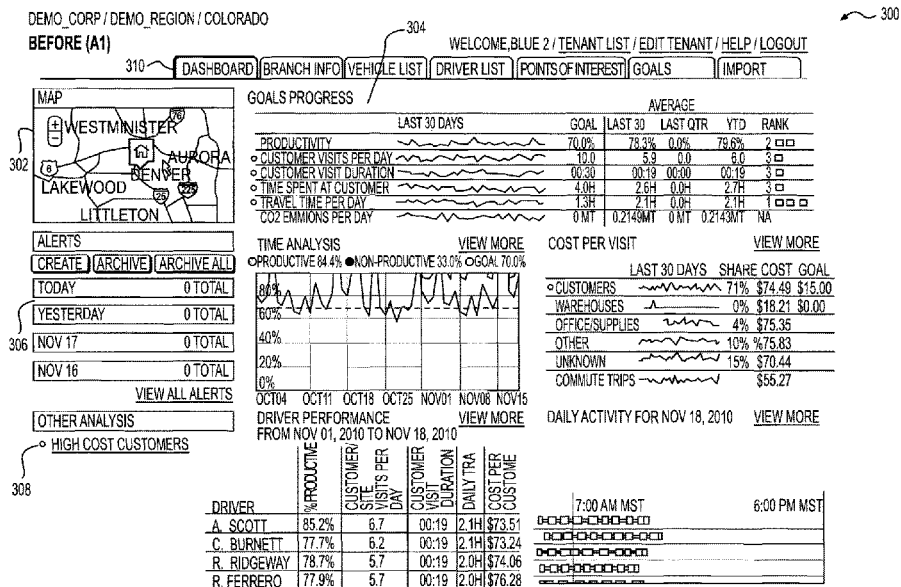 DEMO_CORP / DEMO_REGION / COLORADO
300
BEFORE (A1)
304
WELCOME,BLUE 2 / TENANT LIST / EDIT TENANT / HELP / LOGOUT
310
DASHBOARD BRANCH INFO VEHICLE LIST DRIVER LIST POINTS OF INTEREST GOALS IMPORT
MAP
302
76
WESTMINISTER
6
AURORA
DENVER
LAKEWOOD
25
225
LITTLETON
GOALS PROGRESS
AVERAGE
LAST 30 DAYS GOAL LAST 30 LAST QTR YTD RANK
PRODUCTIVITY 70.0% 78.3% 0.0% 79.6% 2
CUSTOMER VISITS PER DAY 10.0 5.9 0.0 6.0 3
CUSTOMER VISIT DURATION 00:30 00:19 00:00 00:19 3
TIME SPENT AT CUSTOMER 4.0H 2.6H 0.0H 2.7H 3
TRAVEL TIME PER DAY 1.3H 2.1H 0.0H 2.1H 1
CO2 EMMIONS PER DAY 0 MT 0.2149MT 0 MT 0.2143MT NA
ALERTS
CREATE ARCHIVE ARCHIVE ALL
TODAY 0 TOTAL
YESTERDAY 0 TOTAL
306
NOV 17 0 TOTAL
NOV 16 0 TOTAL
VIEW ALL ALERTS
OTHER ANALYSIS
HIGH COST CUSTOMERS
308
TIME ANALYSIS VIEW MORE
PRODUCTIVE 84.4% NON-PRODUCTIVE 33.0% GOAL 70.0%
80%
60%
40%
20%
0%
OCT04 OCT11 OCT18 OCT25 NOV01 NOV08 NOV15
COST PER VISIT VIEW MORE
LAST 30 DAYS SHARE COST GOAL
CUSTOMERS 71% $74.49 $15.00
WAREHOUSES 0% $18.21 $0.00
OFFICE/SUPPLIES 4% $75.35
OTHER 10% %75.83
UNKNOWN 15% $70.44
COMMUTE TRIPS $55.27
DRIVER PERFORMANCE VIEW MORE
FROM NOV 01, 2010 TO NOV 18, 2010
DRIVER
%PRODUCTIVE
CUSTOMER/
SITE
VISITS PER
DAY
CUSTOMER
VISIT
DURATION
DAILY TRA
COST PER
CUSTOME
A. SCOTT 85.2% 6.7 00:19 2.1H $73.51
C. BURNETT 77.7% 6.2 00:19 2.1H $73.24
R. RIDGEWAY 78.7% 5.7 00:19 2.0H $74.06
R. FERRERO 77.9% 5.7 00:19 2.0H $76.28
DAILY ACTIVITY FOR NOV 18, 2010 VIEW MORE
7:00 AM MST 6:00 PM MST